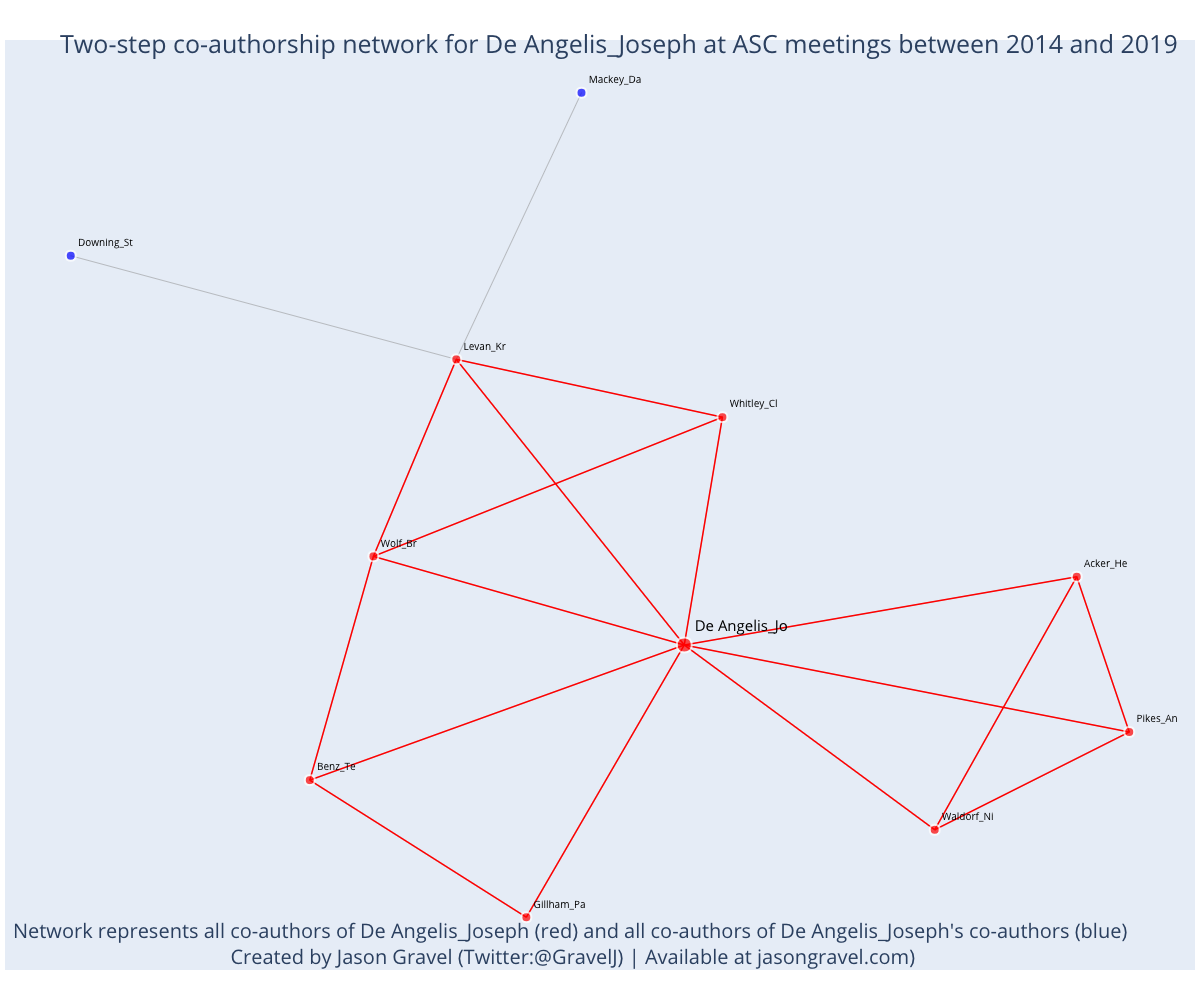 Two-step co-authorship network for De Angelis_Joseph at ASC meetings between 2014 and 2019
Mackey_Da
Downing_St
Levan_Kr
Whitley_Cl
Wolf_Br
Acker_He
De Angelis_Jo
Pikes_An
Benz_Te
Waldorf_Ni
Gillham_Pa
Network represents all co-authors of De Angelis_Joseph (red) and all co-authors of De Angelis_Joseph's co-authors (blue)
Created by Jason Gravel (Twitter:@GravelJ) | Available at jasongravel.com)